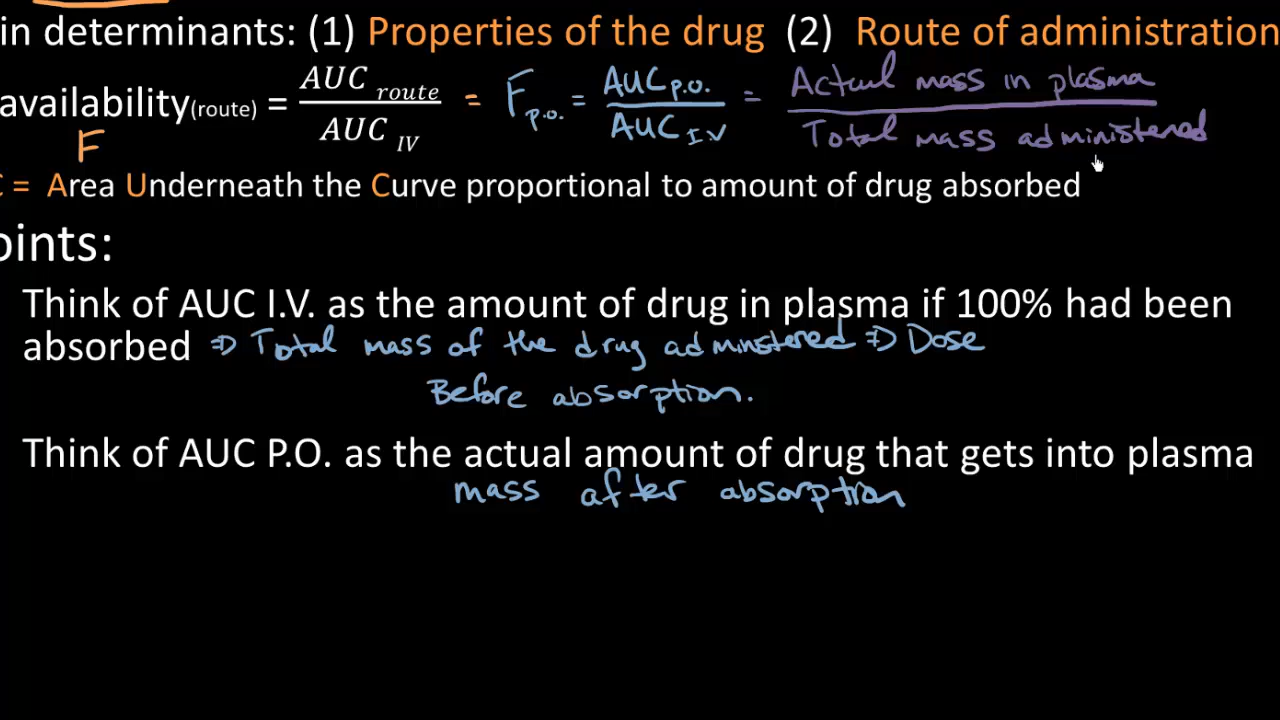 in determinants: (1) Properties of the drug (2) Route of administration
availability(route) = AUC route / AUC IV = F p.o. = AUC P.O. / AUC I.V = Actual mass in plasma / Total mass administered
F
C = Area Underneath the Curve proportional to amount of drug absorbed
oints:
Think of AUC I.V. as the amount of drug in plasma if 100% had been
absorbed ⇒ Total mass of the drug adminstered ⇒ Dose
Before absorption.
Think of AUC P.O. as the actual amount of drug that gets into plasma
mass after absorption